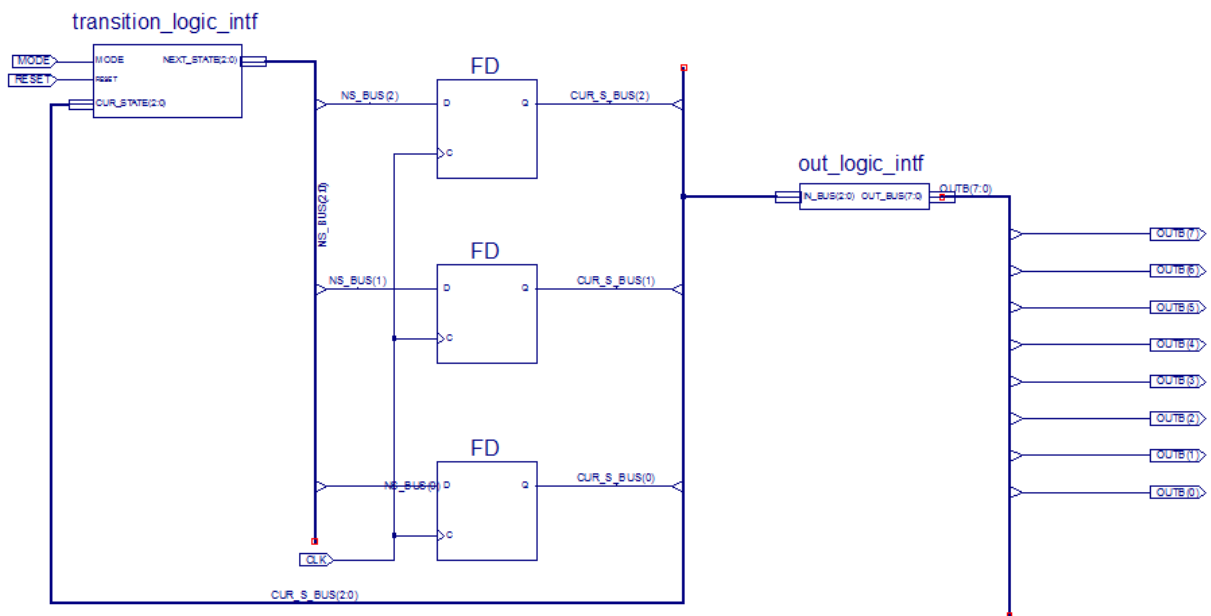 transition_logic_intf
MODE
MODE
NEXT_STATE(2:0)
RESET
RESET
CUR_STATE(2:0)
NS_BUS(2:0)
FD
NS_BUS(2)
D
Q
CUR_S_BUS(2)
C
out_logic_intf
IN_BUS(2:0)
OUT_BUS(7:0)
OUTB(7:0)
FD
NS_BUS(1)
D
Q
CUR_S_BUS(1)
C
FD
NS_BUS(0)
D
Q
CUR_S_BUS(0)
C
CLK
CUR_S_BUS(2:0)
OUTB(7)
OUTB(6)
OUTB(5)
OUTB(4)
OUTB(3)
OUTB(2)
OUTB(1)
OUTB(0)